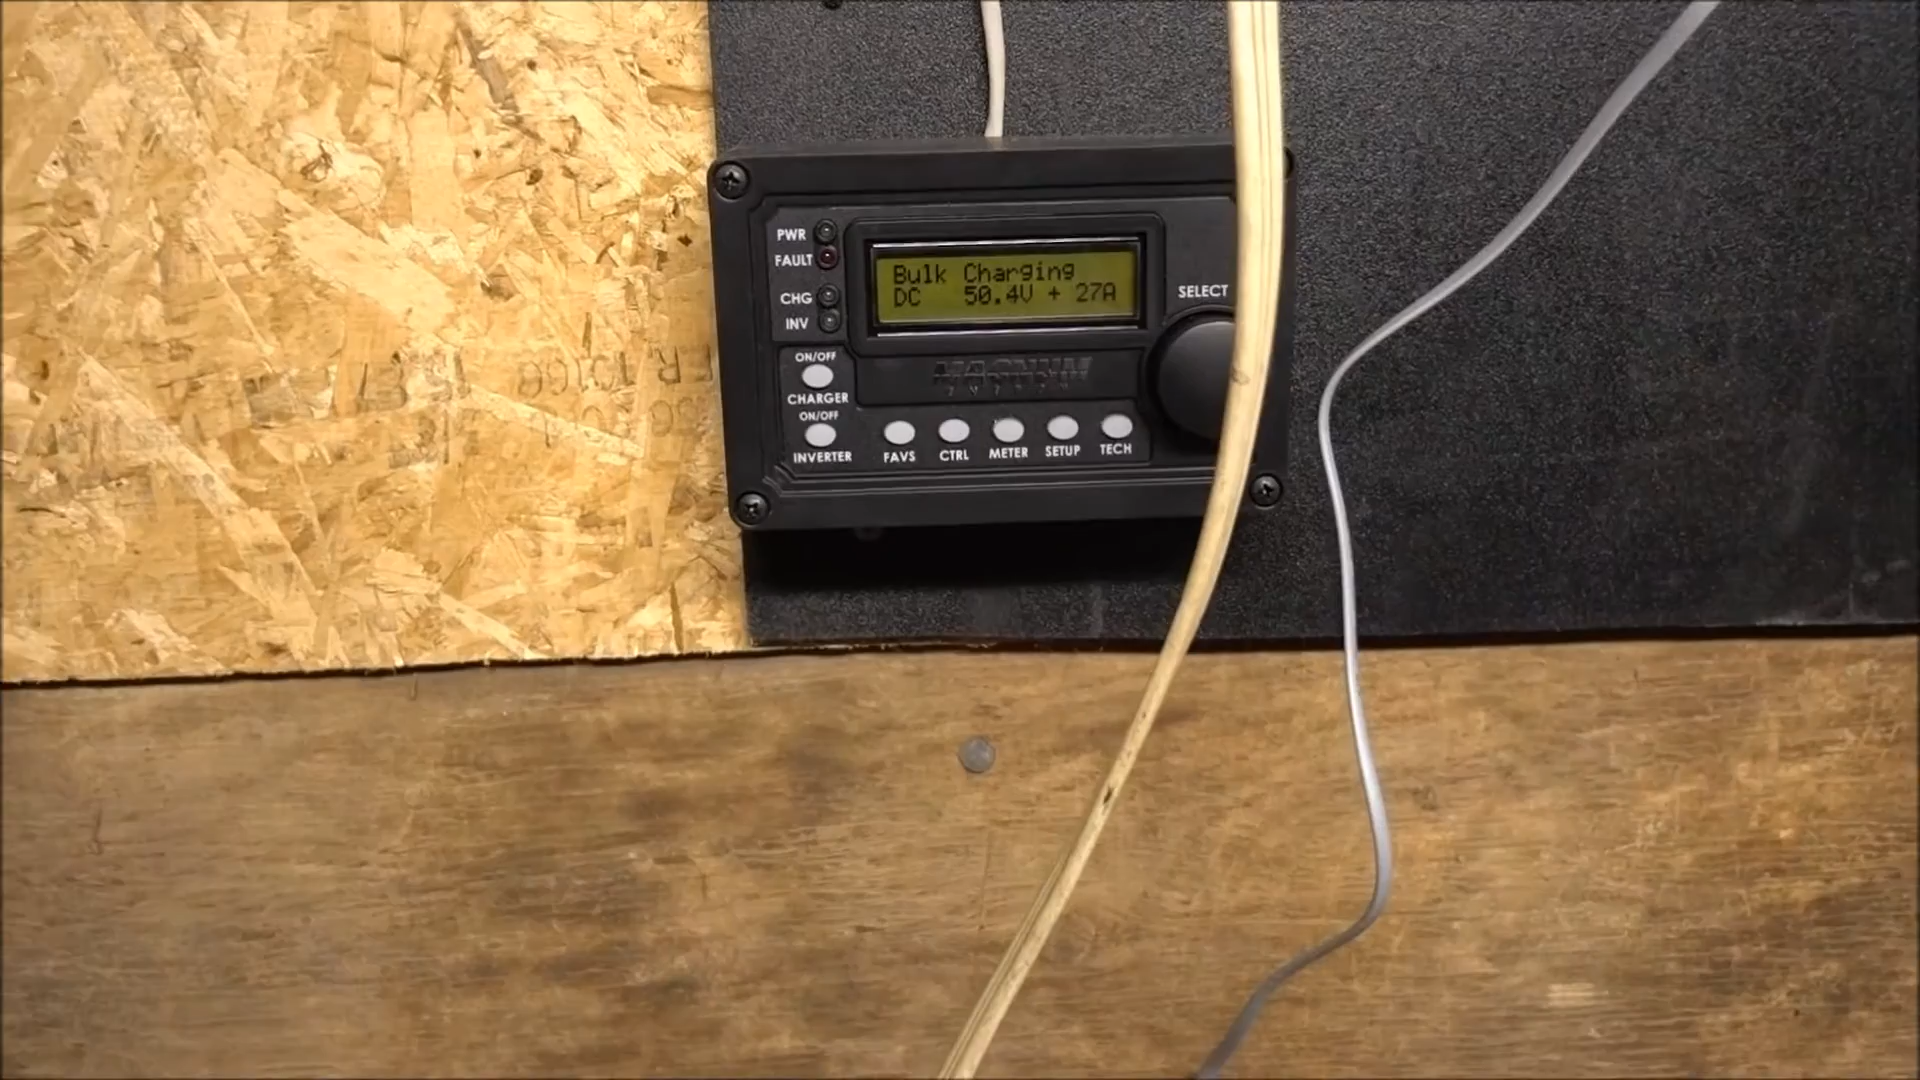 PWR
FAULT
CHG
INV
Bulk Charging
DC 50.4V + 27A
SELECT
MAGNUM
ON/OFF
CHARGER
ON/OFF
INVERTER
FAVS
CTRL
METER
SETUP
TECH